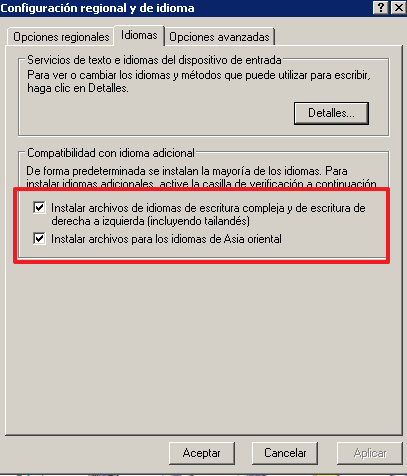 Configuración regional y de idioma
Opciones regionales Idiomas Opciones avanzadas
Servicios de texto e idiomas del dispositivo de entrada
Para ver o cambiar los idiomas y métodos que puede utilizar para escribir,
haga clic en Detalles.
Detalles...
Compatibilidad con idioma adicional
De forma predeterminada se instalan la mayoría de los idiomas. Para
instalar idiomas adicionales, active la casilla de verificación a continuación
Instalar archivos de idiomas de escritura compleja y de escritura de
derecha a izquierda (incluyendo tailandés)
Instalar archivos para los idiomas de Asia oriental
Aceptar Cancelar Aplicar